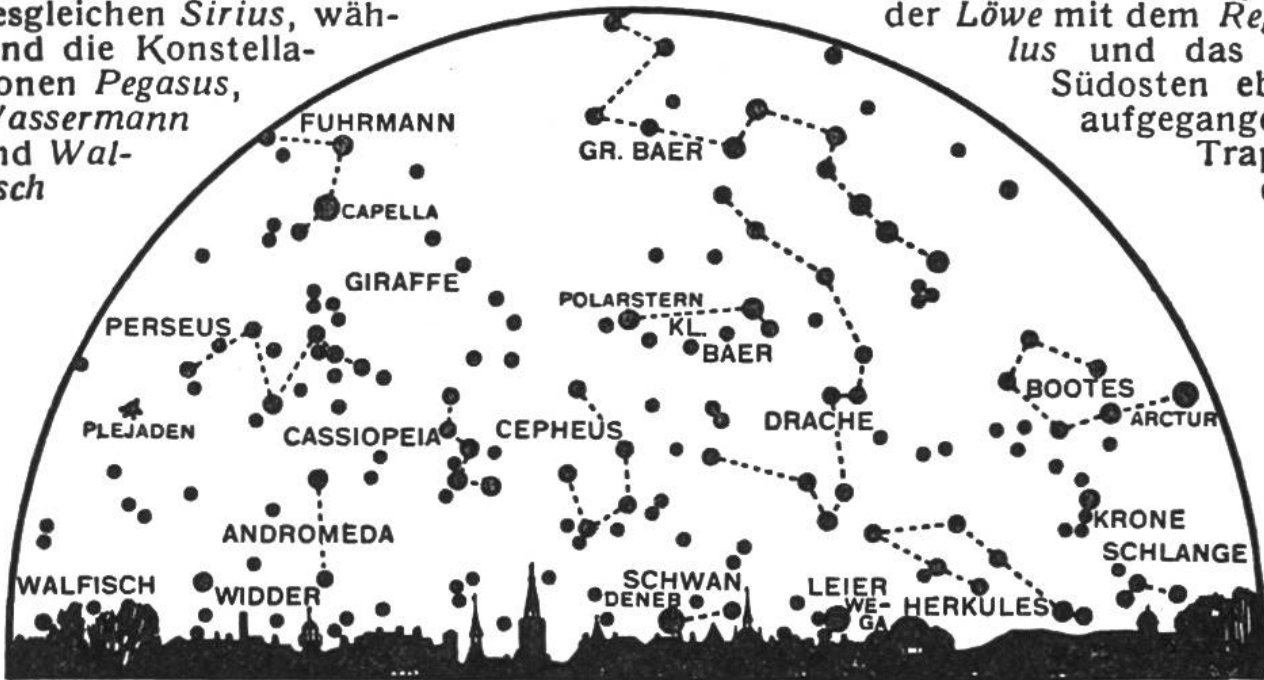 esgleichen Sirius, wäh-
nd die Konstella-
onen Pegasus,
Wassermann
nd Wal-
sch
der Löwe mit dem Re
lus und das
Südosten eb
aufgegange
Trap
FUHRMANN
GR. BAER
CAPELLA
GIRAFFE
POLARSTERN
KL.
BAER
PERSEUS
PLEJADEN
BOOTES
ARCTUR
DRACHE
CASSIOPEIA
CEPHEUS
ANDROMEDA
KRONE
SCHLANGE
WALFISCH
WIDDER
SCHWAN
DENEB
LEIER
WE-
GA
HERKULES